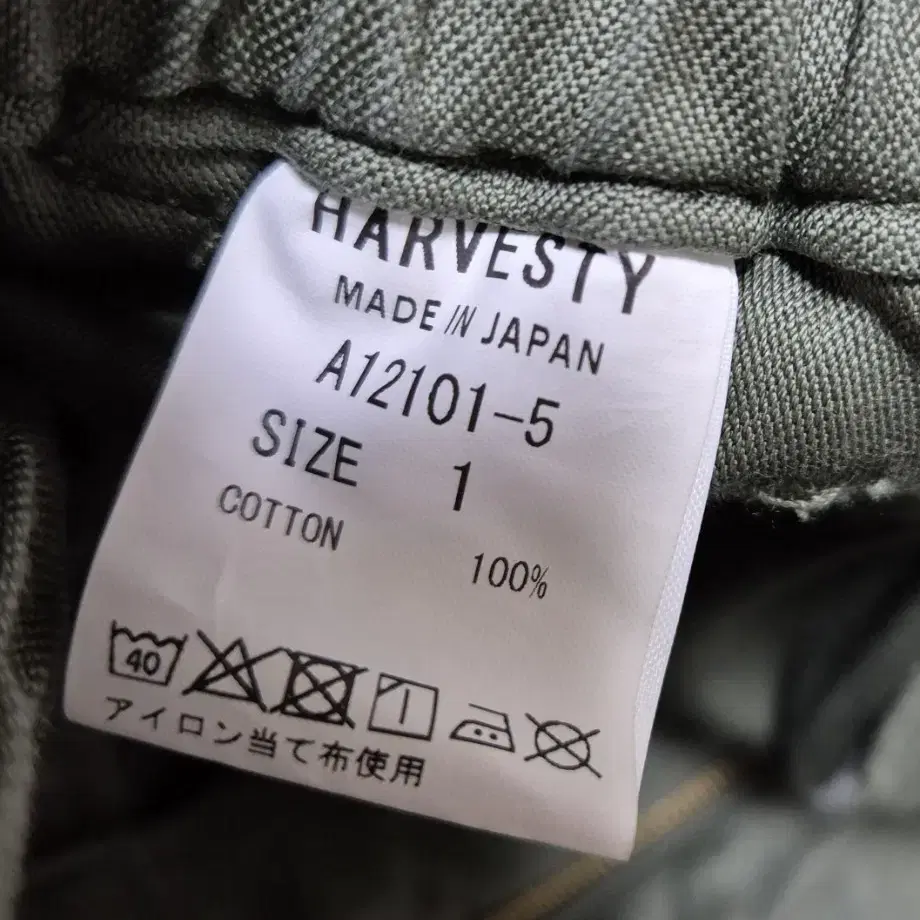 HARVESTY
MADE IN JAPAN
A12101-5
SIZE 1
COTTON 100%
40
アイロン当て布使用